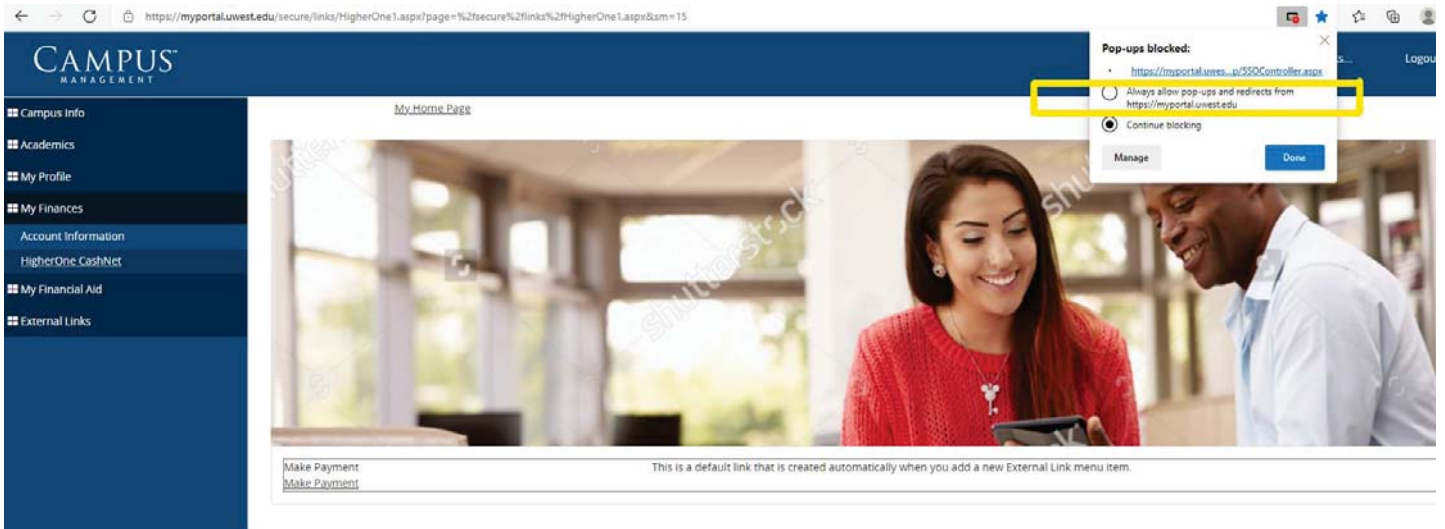 https://myportal.uwest.edu/secure/links/HigherOne1.aspx?page=%2fsecure%2flinks%2fHigherOne1.aspx&sm=15
CAMPUS
MANAGEMENT
Pop-ups blocked:
https://myportal.uwes...p/SSOController.aspx
Always allow pop-ups and redirects from
https://myportal.uwest.edu
Continue blocking
Manage
Done
s...
Logou
Campus Info
Academics
My Profile
My Finances
Account Information
HigherOne CashNet
My Financial Aid
External Links
My Home Page
shutterstock
Make Payment
This is a default link that is created automatically when you add a new External Link menu item.
Make Payment